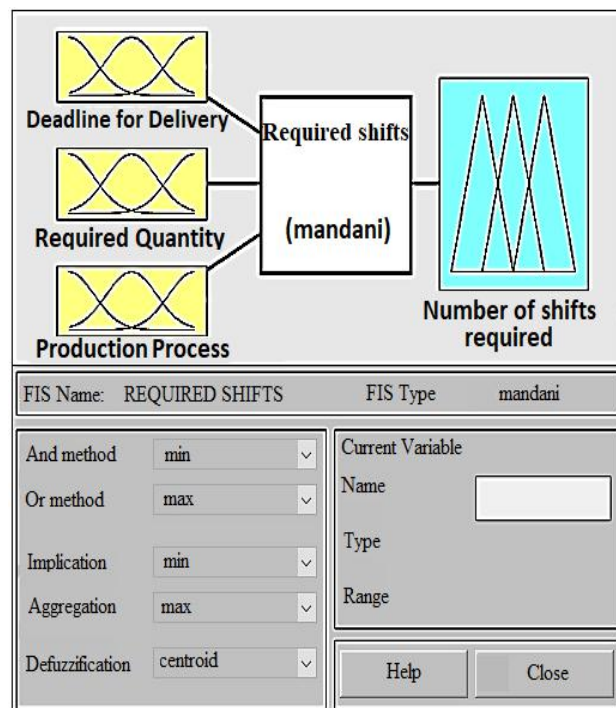 Deadline for Delivery
Required Quantity
Production Process
Required shifts
(mandani)
Number of shifts
required
FIS Name: REQUIRED SHIFTS FIS Type mandani
And method min
Or method max
Implication min
Aggregation max
Defuzzification centroid
Current Variable
Name
Type
Range
Help Close